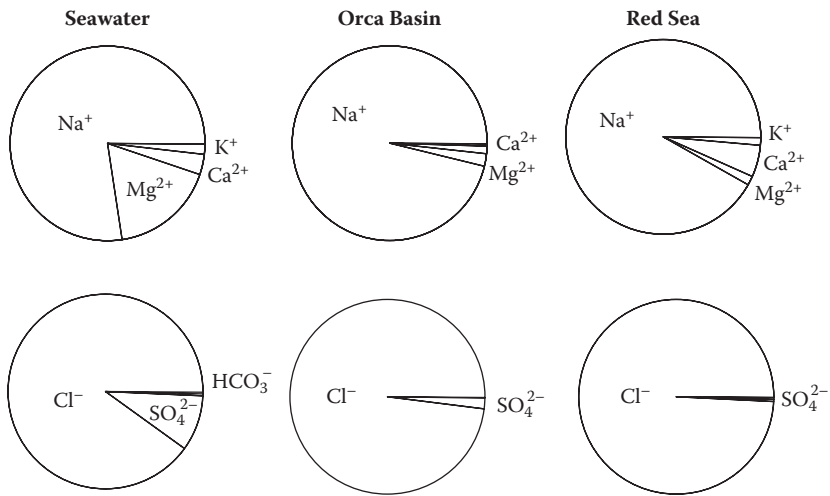 Seawater
Orca Basin
Red Sea
Na⁺
K⁺
Ca²⁺
Mg²⁺
Na⁺
Ca²⁺
Mg²⁺
Na⁺
K⁺
Ca²⁺
Mg²⁺
Cl⁻
HCO₃⁻
SO₄²⁻
Cl⁻
SO₄²⁻
Cl⁻
SO₄²⁻